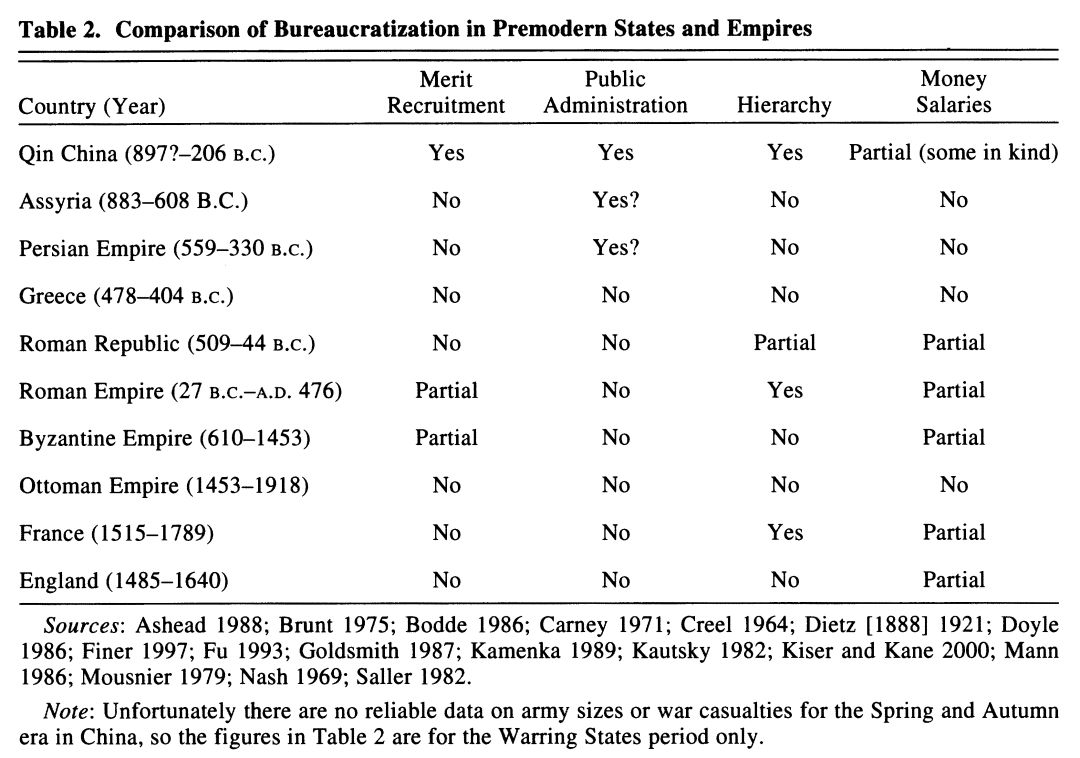 Table 2. Comparison of Bureaucratization in Premodern States and Empires
Merit Public Money
Country (Year) Recruitment Administration Hierarchy Salaries
Qin China (897?–206 B.C.) Yes Yes Yes Partial (some in kind)
Assyria (883–608 B.C.) No Yes? No No
Persian Empire (559–330 B.C.) No Yes? No No
Greece (478–404 B.C.) No No No No
Roman Republic (509–44 B.C.) No No Partial Partial
Roman Empire (27 B.C.–A.D. 476) Partial No Yes Partial
Byzantine Empire (610–1453) Partial No No Partial
Ottoman Empire (1453–1918) No No No No
France (1515–1789) No No Yes Partial
England (1485–1640) No No No Partial
Sources: Ashead 1988; Brunt 1975; Bodde 1986; Carney 1971; Creel 1964; Dietz [1888] 1921; Doyle
1986; Finer 1997; Fu 1993; Goldsmith 1987; Kamenka 1989; Kautsky 1982; Kiser and Kane 2000; Mann
1986; Mousnier 1979; Nash 1969; Saller 1982.
Note: Unfortunately there are no reliable data on army sizes or war casualties for the Spring and Autumn
era in China, so the figures in Table 2 are for the Warring States period only.